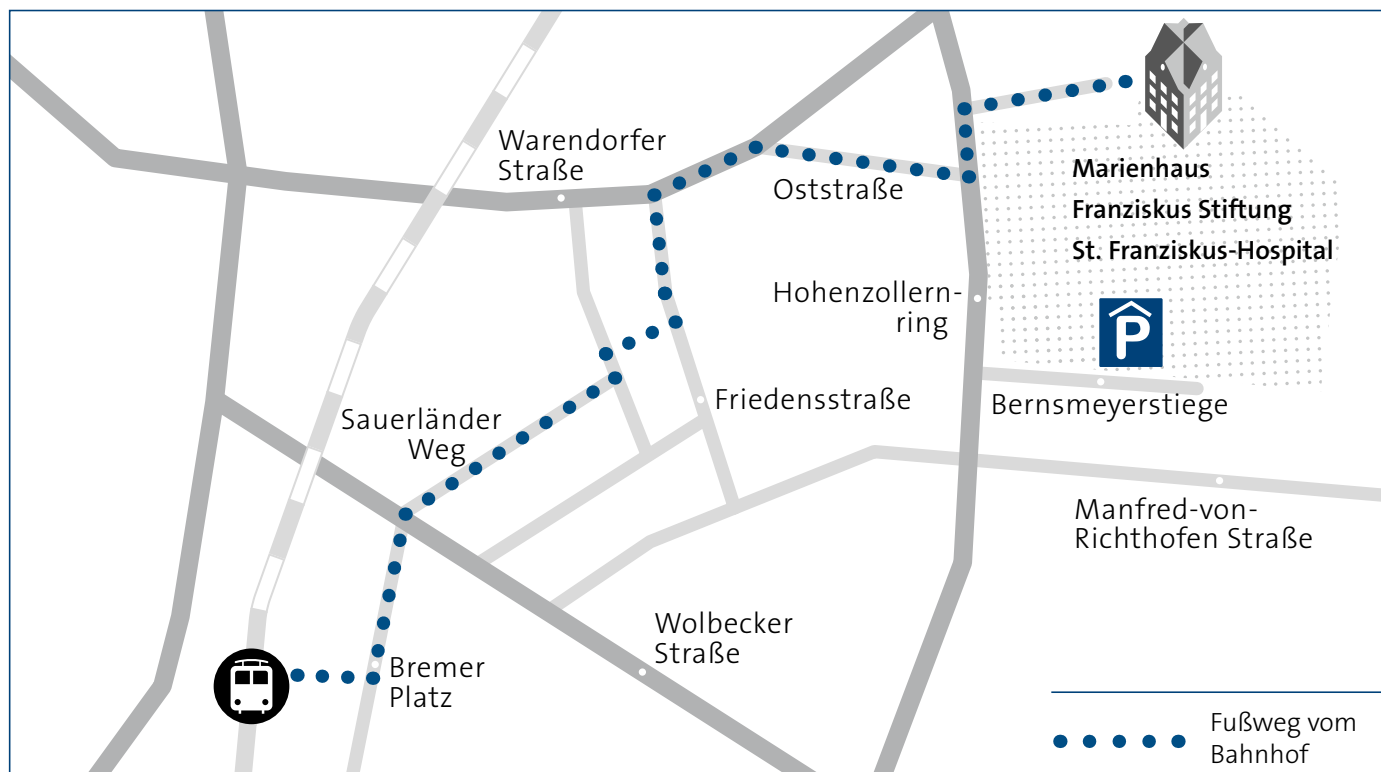 Warendorfer
Straße
Oststraße
Marienhaus
Franziskus Stiftung
St. Franziskus-Hospital
Hohenzollern-
ring
P
Bernsmeyerstiege
Friedensstraße
Sauerländer
Weg
Manfred-von-
Richthofen Straße
Wolbecker
Straße
Bremer
Platz
Fußweg vom
Bahnhof